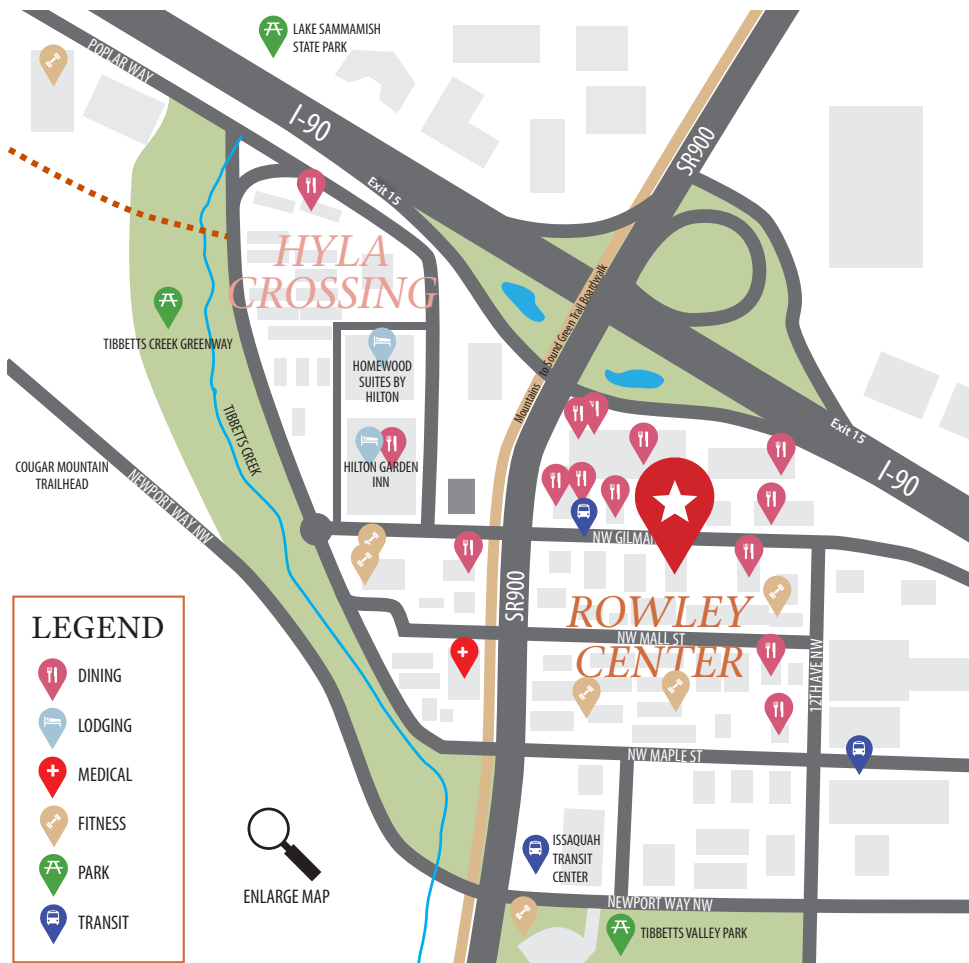 LAKE SAMMAMISH
STATE PARK
POPLAR WAY
I-90
SR900
Exit 15
HYLA
CROSSING
Mountains to Sound Green Trail Boardwalk
TIBBETTS CREEK GREENWAY
HOMEWOOD
SUITES BY
HILTON
TIBBETTS CREEK
HILTON GARDEN
INN
COUGAR MOUNTAIN
TRAILHEAD
NEWPORT WAY NW
Exit 15
I-90
NW GILMA
SR900
ROWLEY
CENTER
NW MALL ST
12TH AVE NW
NW MAPLE ST
LEGEND
DINING
LODGING
MEDICAL
FITNESS
PARK
TRANSIT
ENLARGE MAP
ISSAQUAH
TRANSIT
CENTER
NEWPORT WAY NW
TIBBETTS VALLEY PARK